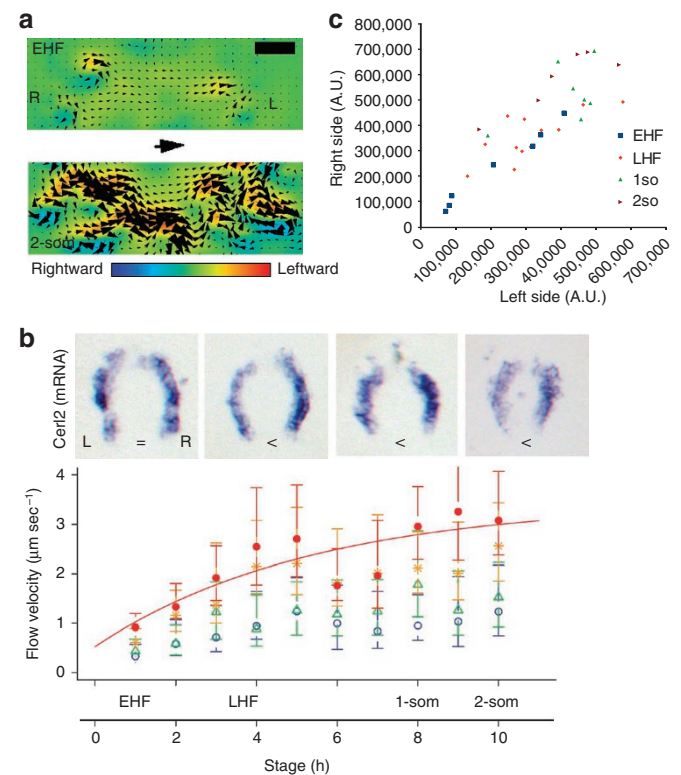 a
EHF
R
L
2-som
Rightward
Leftward
c
Right side (A.U.)
800,000
700,000
600,000
500,000
400,000
300,000
200,000
100,000
0
0
100,000
200,000
300,000
40,0000
500,000
600,000
700,000
Left side (A.U.)
EHF
LHF
1so
2so
b
Cerl2 (mRNA)
L = R
<
<
<
Flow velocity (μm sec⁻¹)
4
3
2
1
0
EHF LHF 1-som 2-som
0 2 4 6 8 10
Stage (h)